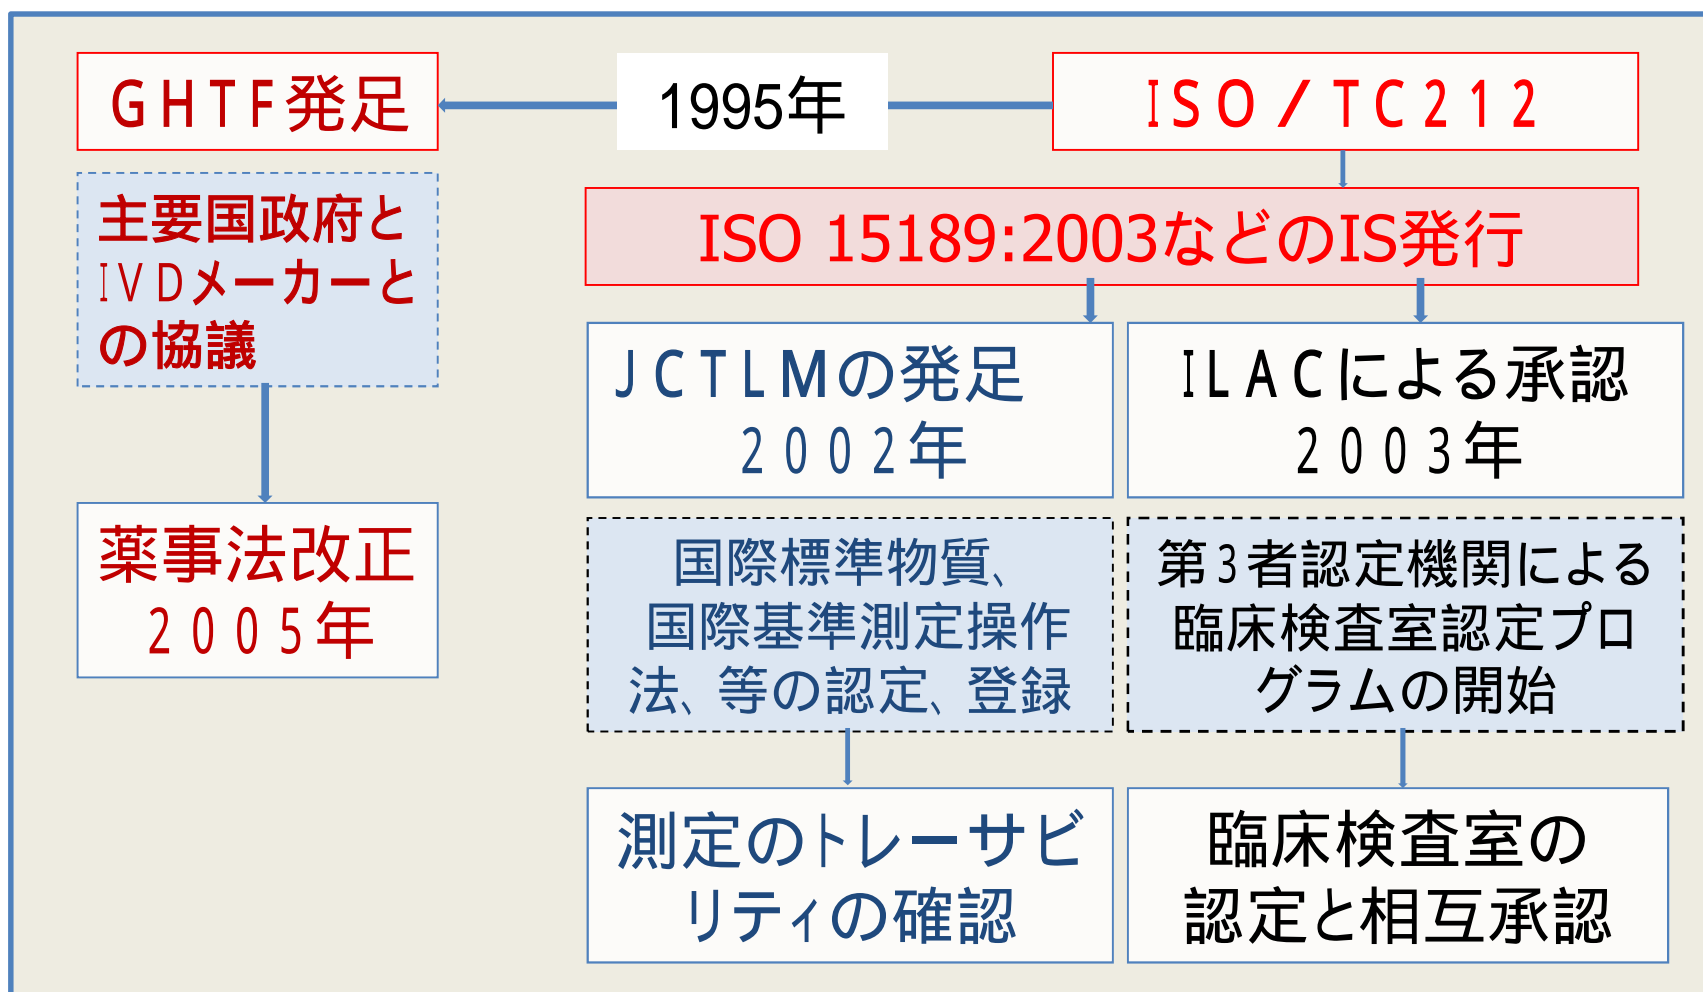 GHTF発足
1995年
ISO/TC212
主要国政府と
IVDメーカーと
の協議
ISO 15189:2003などのIS発行
JCTLMの発足
2002年
ILACによる承認
2003年
薬事法改正
2005年
国際標準物質、
国際基準測定操作
法、等の認定、登録
第3者認定機関による
臨床検査室認定プロ
グラムの開始
測定のトレーサビ
リティの確認
臨床検査室の
認定と相互承認